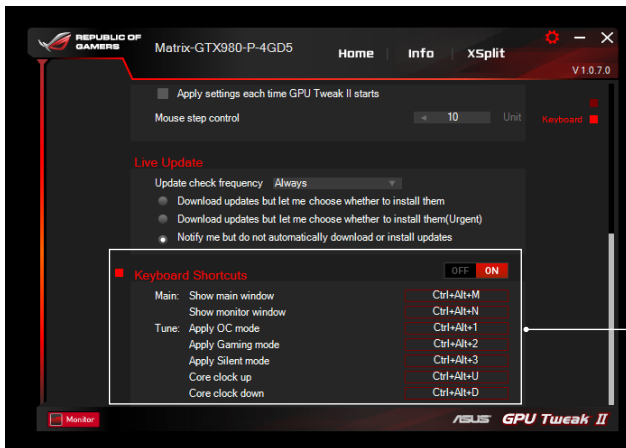 REPUBLIC OF
GAMERS
Matrix-GTX980-P-4GD5
Home
Info
XSplit
V 1.0.7.0
Apply settings each time GPU Tweak II starts
Mouse step control
10
Unit
Keyboard
Live Update
Update check frequency Always
Download updates but let me choose whether to install them
Download updates but let me choose whether to install them(Urgent)
Notify me but do not automatically download or install updates
Keyboard Shortcuts OFF ON
Main: Show main window Ctrl+Alt+M
Show monitor window Ctrl+Alt+N
Tune: Apply OC mode Ctrl+Alt+1
Apply Gaming mode Ctrl+Alt+2
Apply Silent mode Ctrl+Alt+3
Core clock up Ctrl+Alt+U
Core clock down Ctrl+Alt+D
Monitor
ASUS GPU Tweak II